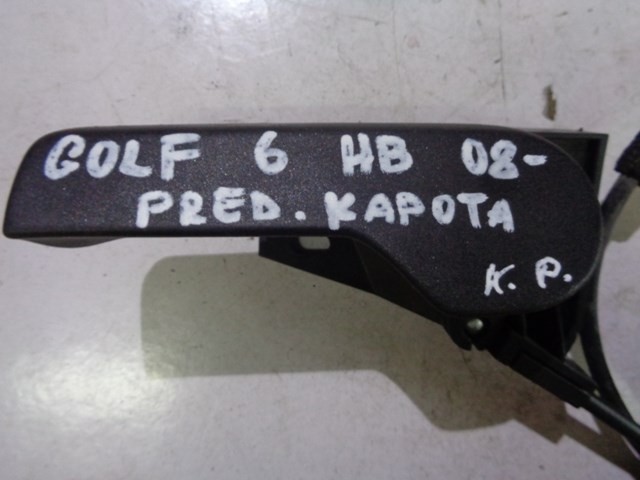 GOLF 6 HB 08-
PRED. KAPOTA
K. P.